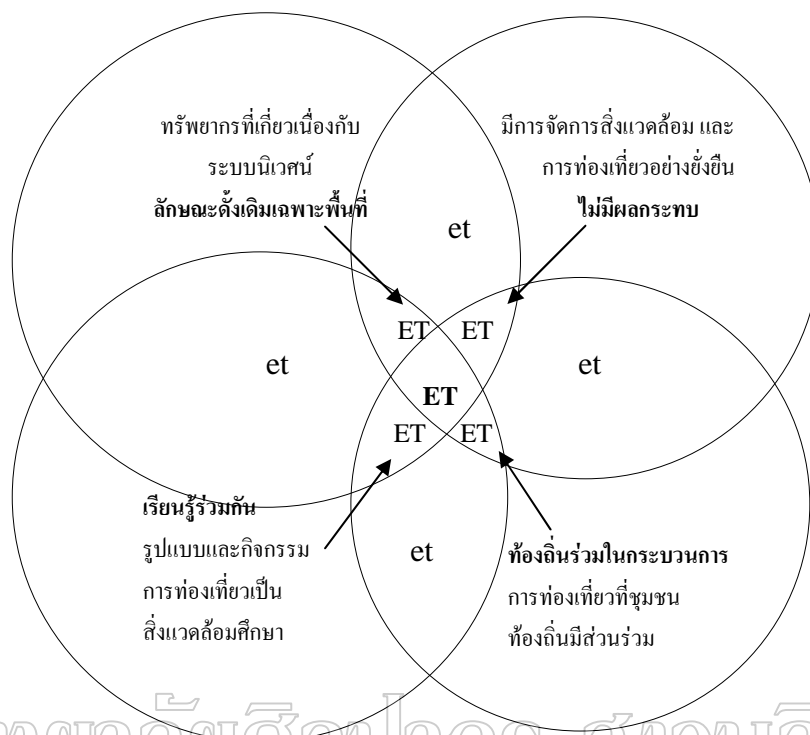 ทรัพยากรที่เกี่ยวเนื่องกับ
ระบบนิเวศน์
ลักษณะดั้งเดิมเฉพาะพื้นที่
มีการจัดการสิ่งแวดล้อม และ
การท่องเที่ยวอย่างยั่งยืน
ไม่มีผลกระทบ
et
ET ET
et
et
ET
ET ET
เรียนรู้ร่วมกัน
รูปแบบและกิจกรรม
การท่องเที่ยวเป็น
สิ่งแวดล้อมศึกษา
et
ท้องถิ่นร่วมในกระบวนการ
การท่องเที่ยวที่ชุมชน
ท้องถิ่นมีส่วนร่วม